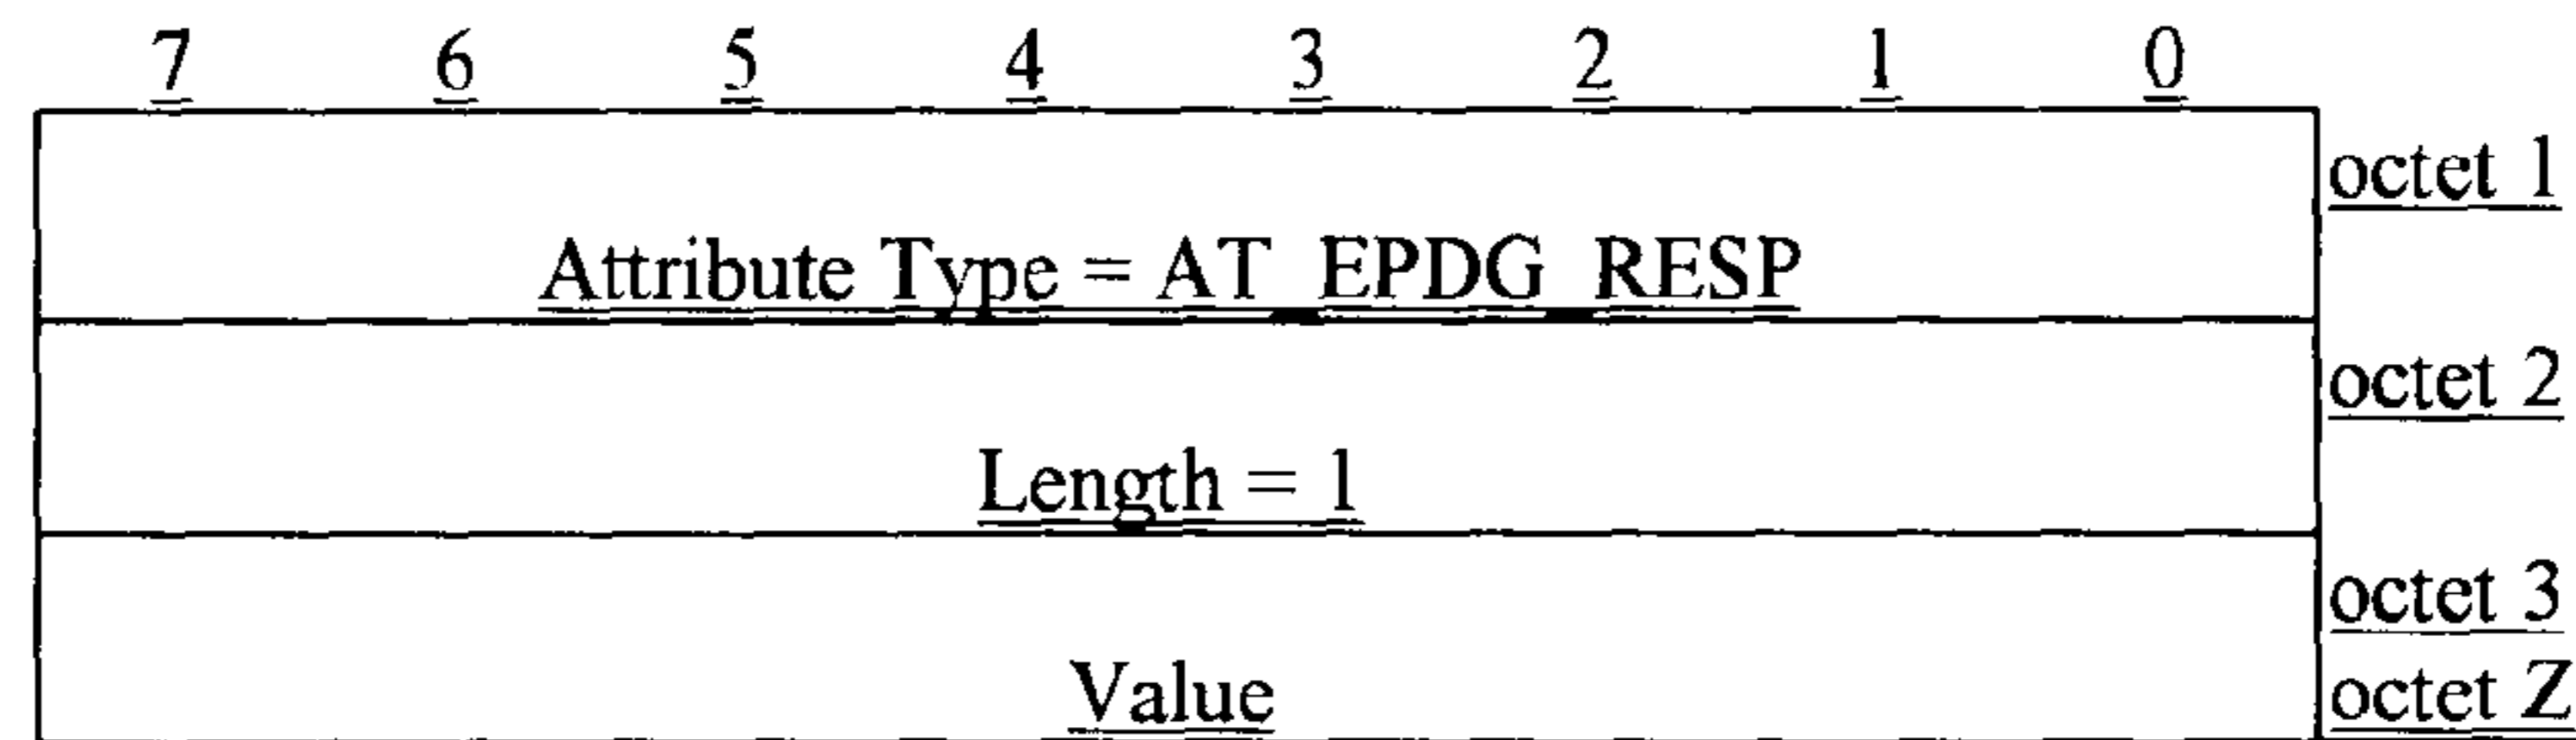 7 6 5 4 3 2 1 0
octet 1
Attribute Type = AT_EPDG_RESP
octet 2
Length = 1
octet 3
Value octet Z